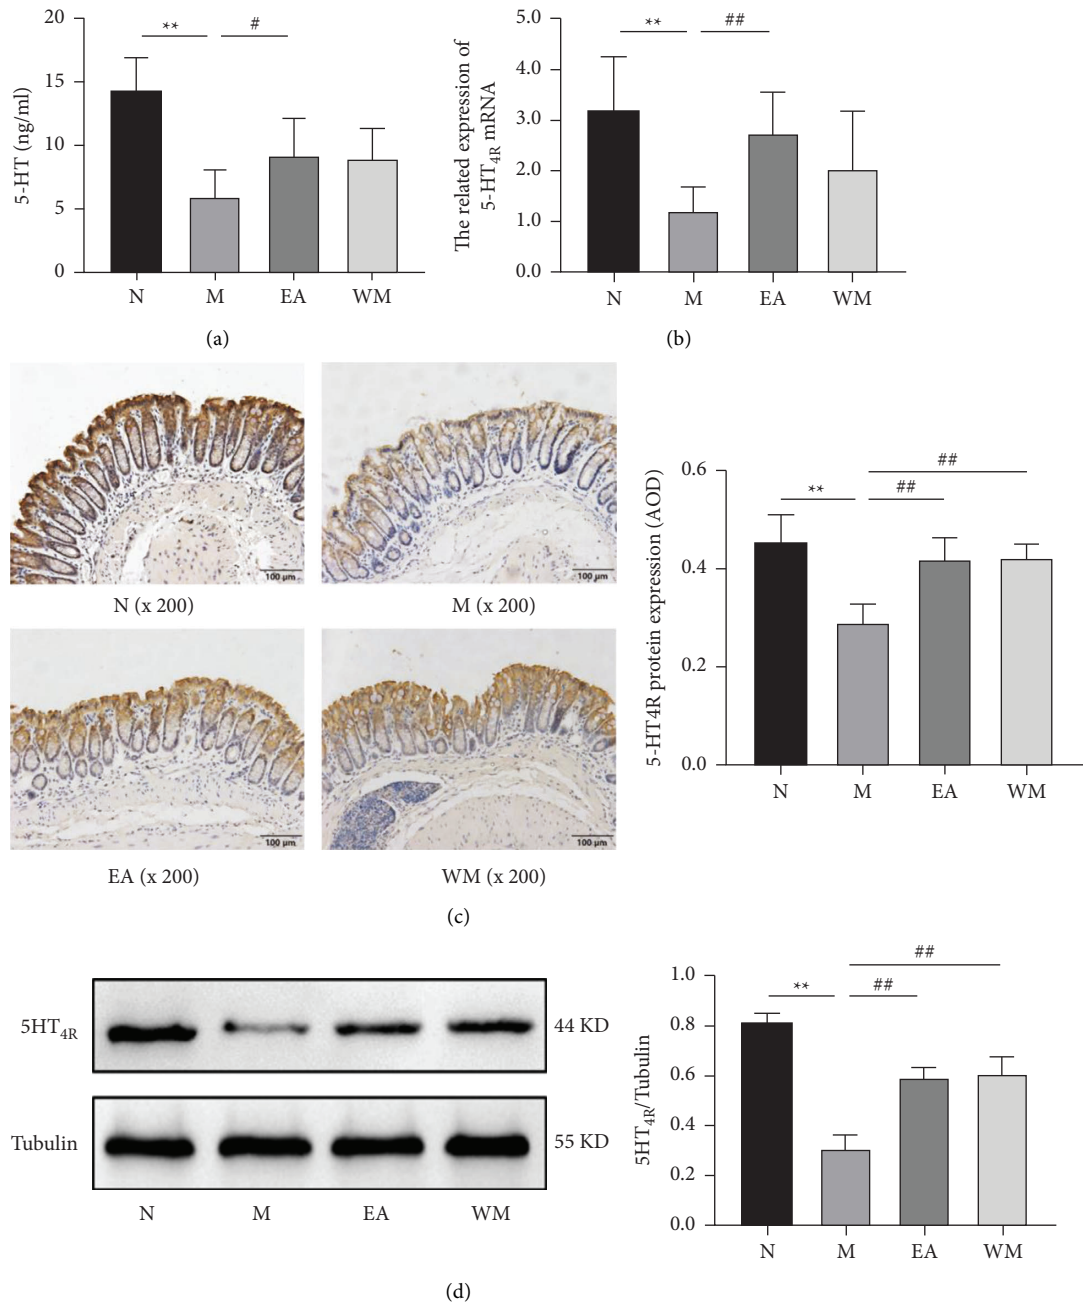 20
15
10
5
0
5-HT (ng/ml)
** #
N M EA WM
(a)
5.0
4.0
3.0
2.0
1.0
0.0
The related expression of
5-HT4R mRNA
** ##
N M EA WM
(b)
100 μm
100 μm
N (x 200) M (x 200)
100 μm
100 μm
EA (x 200) WM (x 200)
0.6
0.4
0.2
0.0
5-HT4R protein expression (AOD)
##
** ##
N M EA WM
(c)
5HT4R 44 KD
Tubulin 55 KD
N M EA WM
1.0
0.8
0.6
0.4
0.2
0.0
5HT4R/Tubulin
##
** ##
N M EA WM
(d)